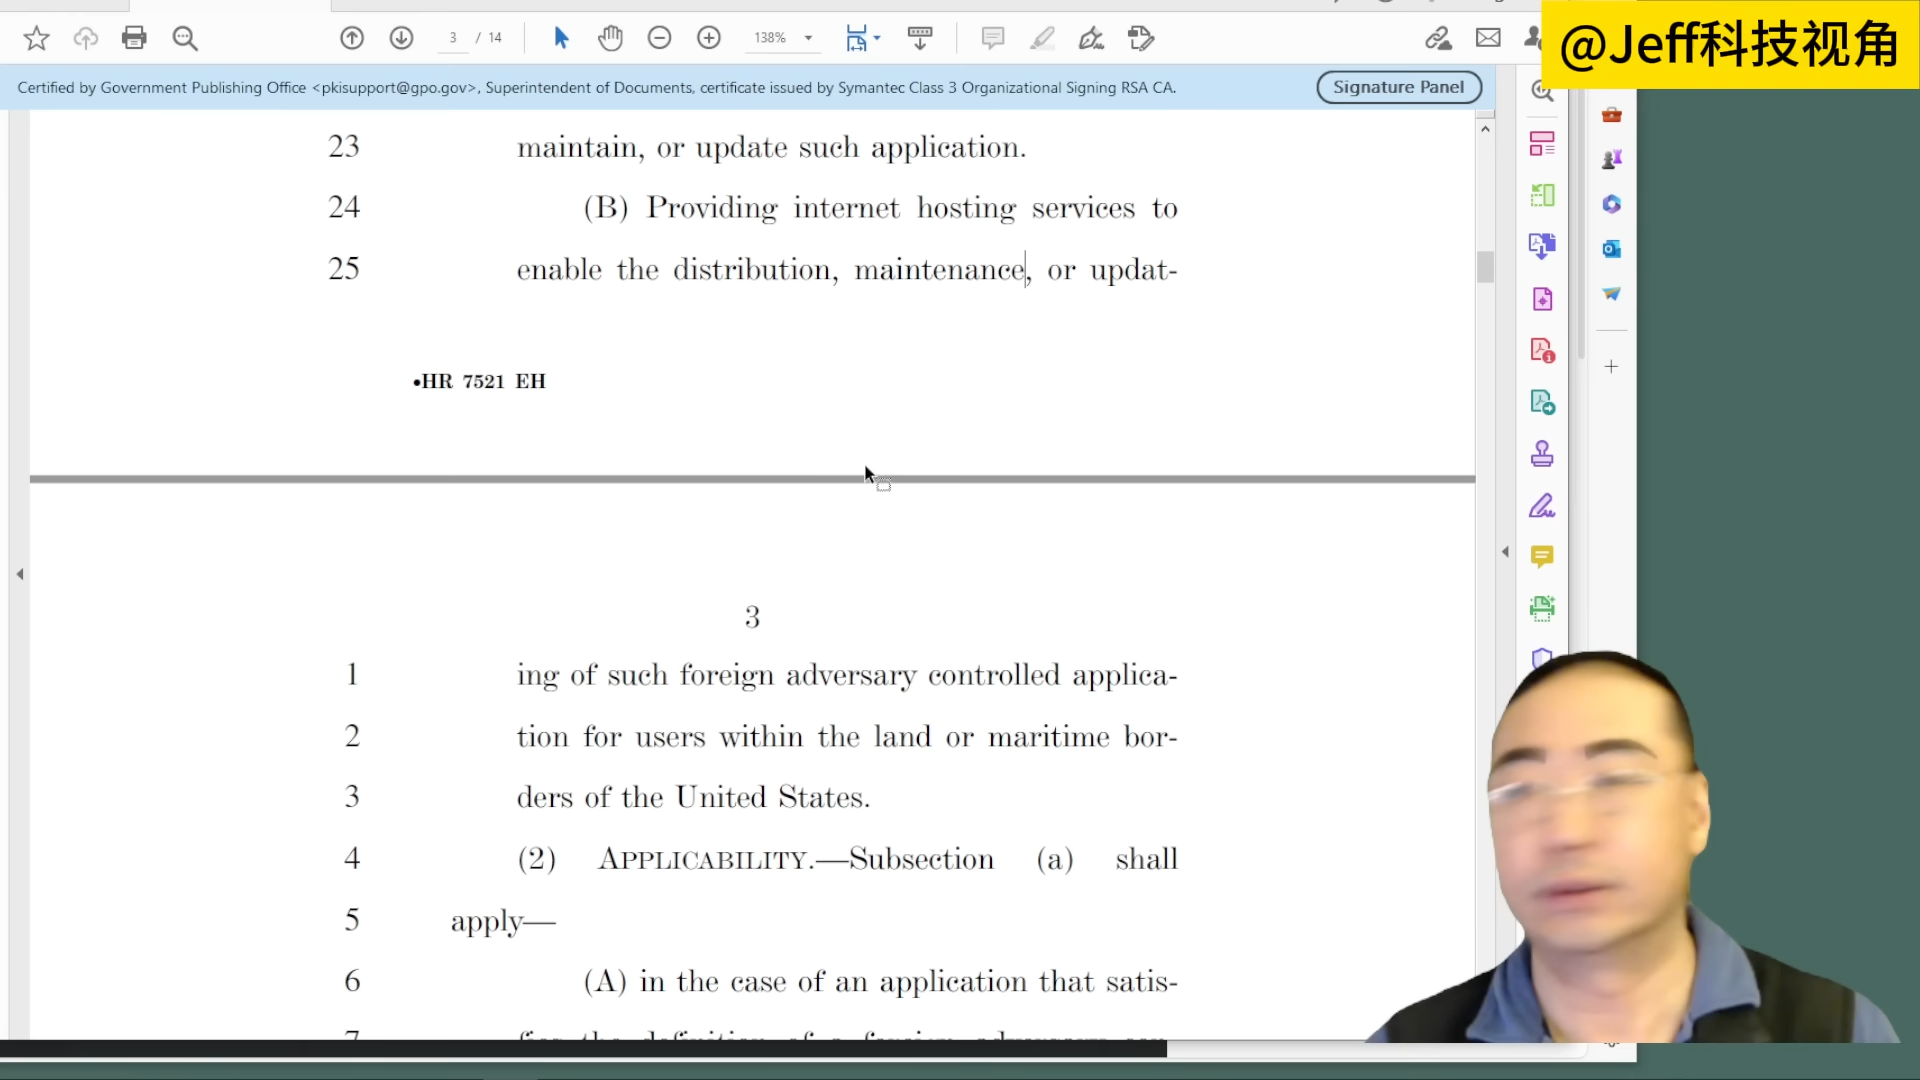 3 / 14
138%
@Jeff科技视角
Certified by Government Publishing Office <pkisupport@gpo.gov>, Superintendent of Documents, certificate issued by Symantec Class 3 Organizational Signing RSA CA.
Signature Panel
23 maintain, or update such application.
24 (B) Providing internet hosting services to
25 enable the distribution, maintenance, or updat-
•HR 7521 EH
3
1 ing of such foreign adversary controlled applica-
2 tion for users within the land or maritime bor-
3 ders of the United States.
4 (2) APPLICABILITY.—Subsection (a) shall
5 apply—
6 (A) in the case of an application that satis-